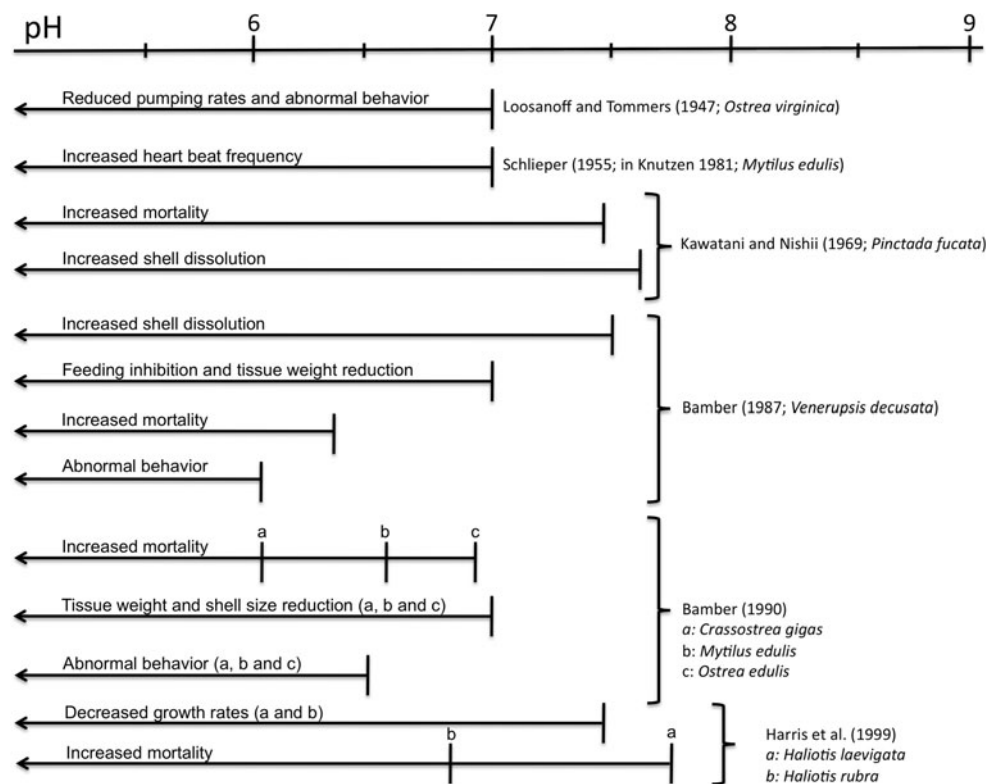 pH
6 7 8 9
Reduced pumping rates and abnormal behavior
Loosanoff and Tommers (1947; Ostrea virginica)
Increased heart beat frequency
Schlieper (1955; in Knutzen 1981; Mytilus edulis)
Increased mortality
Increased shell dissolution
Kawatani and Nishii (1969; Pinctada fucata)
Increased shell dissolution
Feeding inhibition and tissue weight reduction
Increased mortality
Abnormal behavior
Bamber (1987; Venerupsis decusata)
a b c
Increased mortality
Tissue weight and shell size reduction (a, b and c)
Abnormal behavior (a, b and c)
Bamber (1990)
a: Crassostrea gigas
b: Mytilus edulis
c: Ostrea edulis
Decreased growth rates (a and b)
b a
Increased mortality
Harris et al. (1999)
a: Haliotis laevigata
b: Haliotis rubra